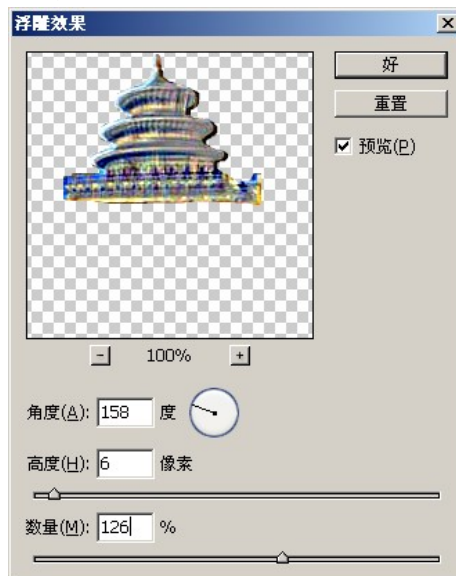 浮雕效果
好
重置
预览(P)
100%
角度(A): 158 度
高度(H): 6 像素
数量(M): 126 %